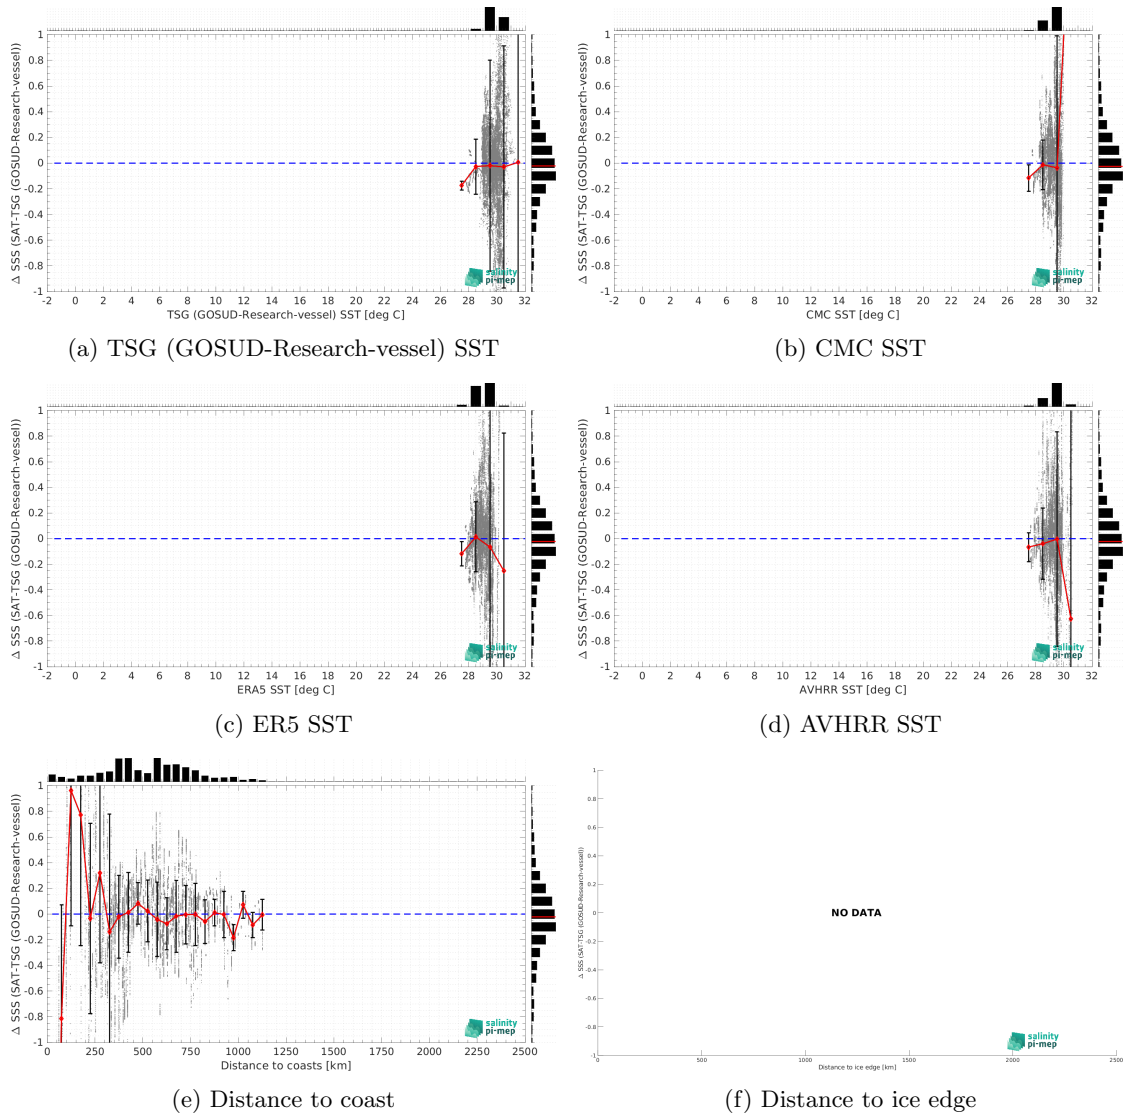 Δ SSS (SAT-TSG (GOSUD-Research-vessel))
1
0.8
0.6
0.4
0.2
0
-0.2
-0.4
-0.6
-0.8
-1
-2 0 2 4 6 8 10 12 14 16 18 20 22 24 26 28 30 32
TSG (GOSUD-Research-vessel) SST [deg C]
salinity
pi-mep
(a) TSG (GOSUD-Research-vessel) SST
Δ SSS (SAT-TSG (GOSUD-Research-vessel))
1
0.8
0.6
0.4
0.2
0
-0.2
-0.4
-0.6
-0.8
-1
-2 0 2 4 6 8 10 12 14 16 18 20 22 24 26 28 30 32
CMC SST [deg C]
salinity
pi-mep
(b) CMC SST
Δ SSS (SAT-TSG (GOSUD-Research-vessel))
1
0.8
0.6
0.4
0.2
0
-0.2
-0.4
-0.6
-0.8
-1
-2 0 2 4 6 8 10 12 14 16 18 20 22 24 26 28 30 32
ERA5 SST [deg C]
salinity
pi-mep
(c) ER5 SST
Δ SSS (SAT-TSG (GOSUD-Research-vessel))
1
0.8
0.6
0.4
0.2
0
-0.2
-0.4
-0.6
-0.8
-1
-2 0 2 4 6 8 10 12 14 16 18 20 22 24 26 28 30 32
AVHRR SST [deg C]
salinity
pi-mep
(d) AVHRR SST
Δ SSS (SAT-TSG (GOSUD-Research-vessel))
1
0.8
0.6
0.4
0.2
0
-0.2
-0.4
-0.6
-0.8
-1
0 250 500 750 1000 1250 1500 1750 2000 2250 2500
Distance to coasts [km]
salinity
pi-mep
(e) Distance to coast
Δ SSS (SAT-TSG (GOSUD-Research-vessel))
1
0.8
0.6
0.4
0.2
0
-0.2
-0.4
-0.6
-0.8
-1
NO DATA
0 500 1000 1500 2000 2500
Distance to ice edge [km]
salinity
pi-mep
(f) Distance to ice edge